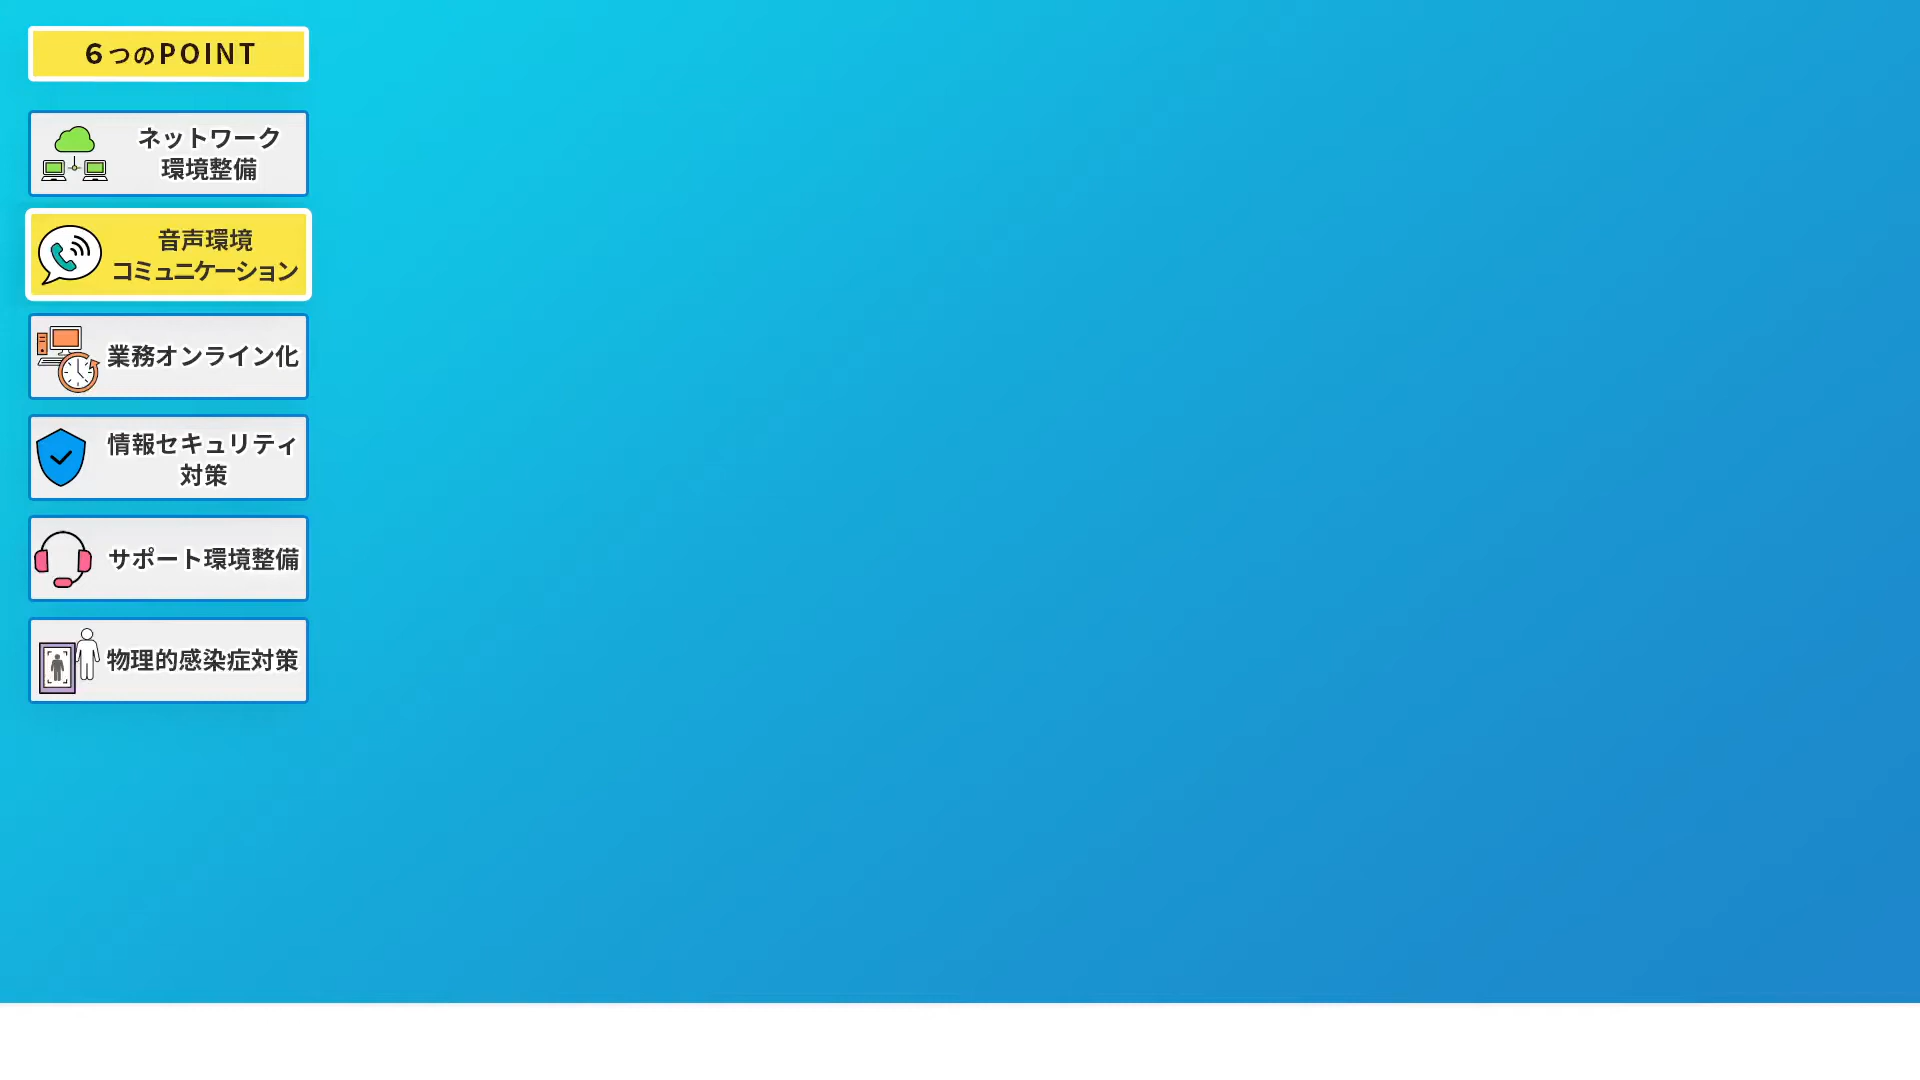 ６つのPOINT
ネットワーク
環境整備
音声環境
コミュニケーション
業務オンライン化
情報セキュリティ
対策
サポート環境整備
物理的感染症対策